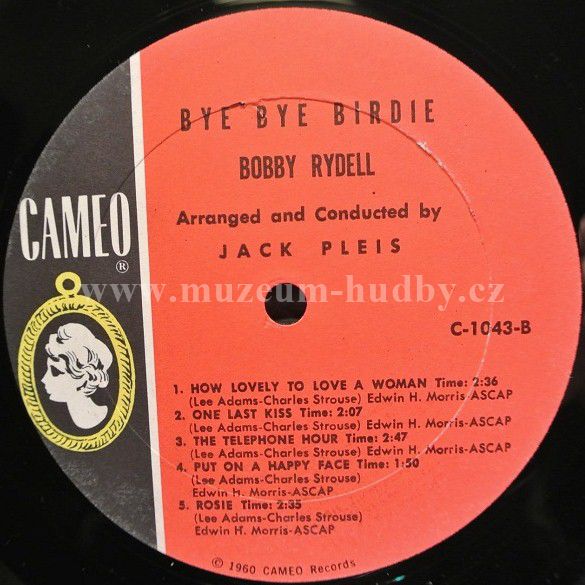 BYE BYE BIRDIE
BOBBY RYDELL
Arranged and Conducted by
JACK PLEIS
CAMEO
®
www.muzeum-hudby.cz
C-1043-B
1. HOW LOVELY TO LOVE A WOMAN Time: 2:36
(Lee Adams-Charles Strouse) Edwin H. Morris-ASCAP
2. ONE LAST KISS Time: 2:07
(Lee Adams-Charles Strouse) Edwin H. Morris-ASCAP
3. THE TELEPHONE HOUR Time: 2:47
(Lee Adams-Charles Strouse) Edwin H. Morris-ASCAP
4. PUT ON A HAPPY FACE Time: 1:50
(Lee Adams-Charles Strouse)
Edwin H. Morris-ASCAP
5. ROSIE Time: 2:35
(Lee Adams-Charles Strouse)
Edwin H. Morris-ASCAP
© 1960 CAMEO Records